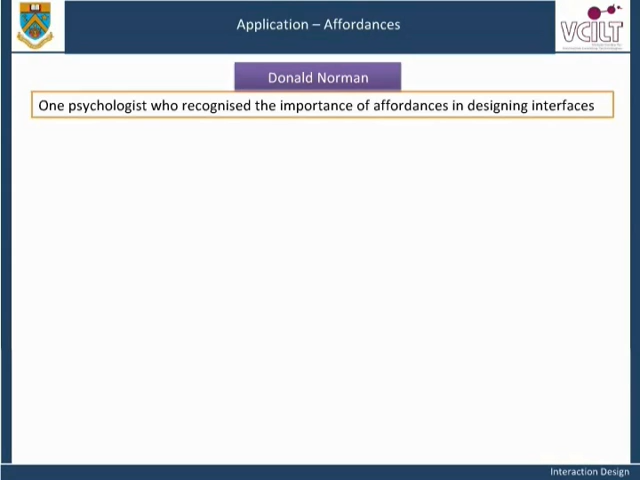 Application – Affordances
VCILT
Donald Norman
One psychologist who recognised the importance of affordances in designing interfaces
Interaction Design